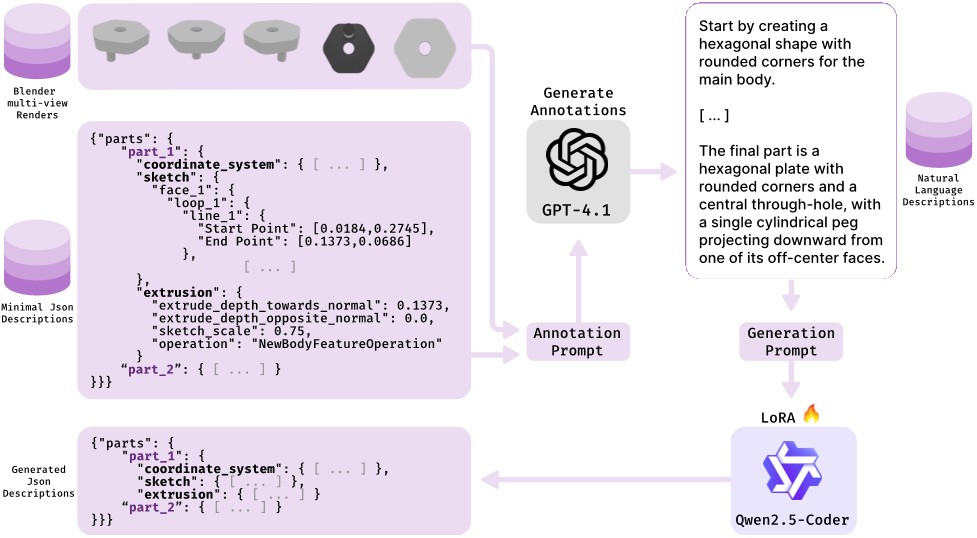 Blender
multi-view
Renders
{"parts": {
"part_1": {
"coordinate_system": { [ ... ] },
"sketch": {
"face_1": {
"loop_1": {
"line_1": {
"Start Point": [0.0184,0.2745],
"End Point": [0.1373,0.0686]
},
[ ... ]
},
"extrusion": {
"extrude_depth_towards_normal": 0.1373,
"extrude_depth_opposite_normal": 0.0,
"sketch_scale": 0.75,
"operation": "NewBodyFeatureOperation"
}
“part_2": { [ ... ] }
}}}
Minimal Json
Descriptions
Generate
Annotations
GPT-4.1
Annotation
Prompt
Start by creating a
hexagonal shape with
rounded corners for the
main body.
[ ... ]
The final part is a
hexagonal plate with
rounded corners and a
central through-hole, with
a single cylindrical peg
projecting downward from
one of its off-center faces.
Natural
Language
Descriptions
Generation
Prompt
LoRA 🔥
Qwen2.5-Coder
Generated
Json
Descriptions
{"parts": {
"part_1": {
"coordinate_system": { [ ... ] },
"sketch": { [ ... ] },
"extrusion": { [ ... ] }
“part_2": { [ ... ] }
}}}